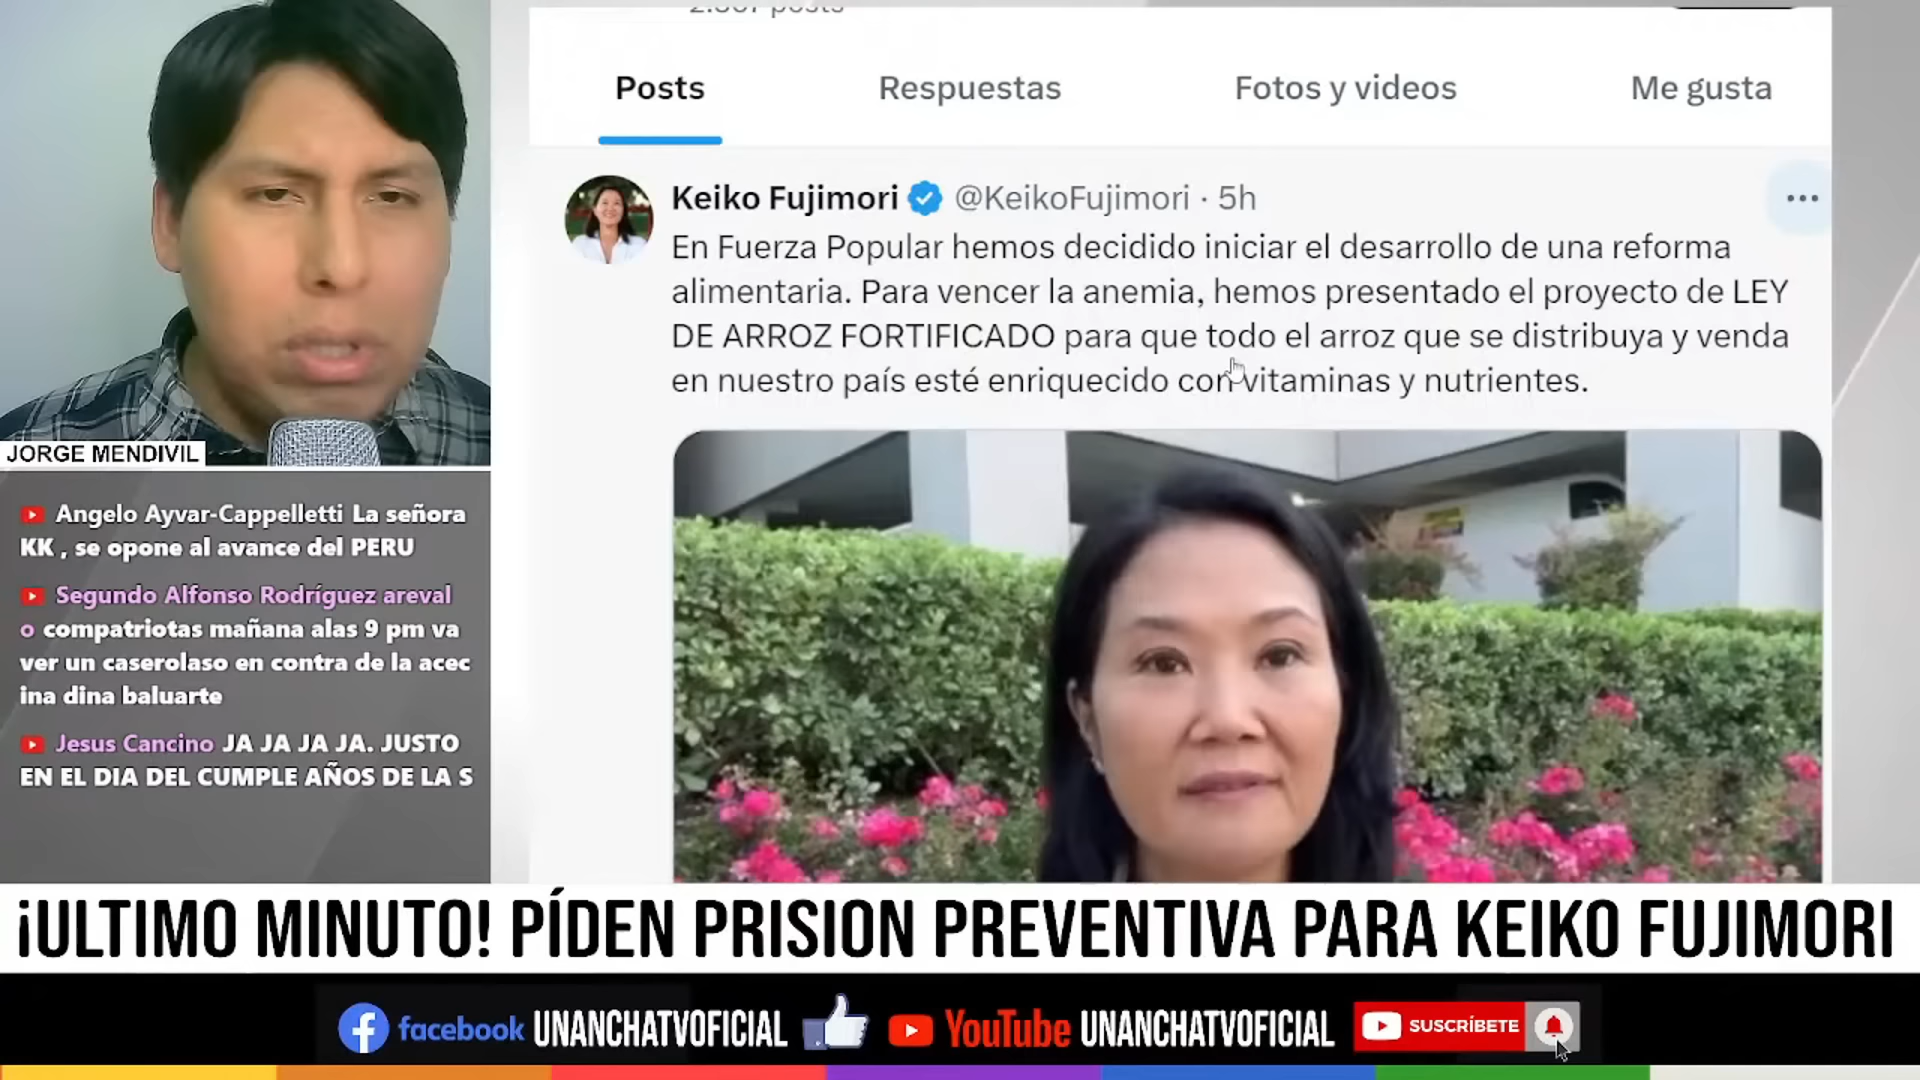 2.567 posts
Posts
Respuestas
Fotos y videos
Me gusta
Keiko Fujimori @KeikoFujimori · 5h
En Fuerza Popular hemos decidido iniciar el desarrollo de una reforma
alimentaria. Para vencer la anemia, hemos presentado el proyecto de LEY
DE ARROZ FORTIFICADO para que todo el arroz que se distribuya y venda
en nuestro país esté enriquecido con vitaminas y nutrientes.
JORGE MENDIVIL
Angelo Ayvar-Cappelletti La señora
KK , se opone al avance del PERU
Segundo Alfonso Rodríguez areval
o compatriotas mañana alas 9 pm va
ver un caserolaso en contra de la acec
ina dina baluarte
Jesus Cancino JA JA JA JA. JUSTO
EN EL DIA DEL CUMPLE AÑOS DE LA S
¡ULTIMO MINUTO! PÍDEN PRISION PREVENTIVA PARA KEIKO FUJIMORI
facebook UNANCHATVOFICIAL YouTube UNANCHATVOFICIAL SUSCRÍBETE